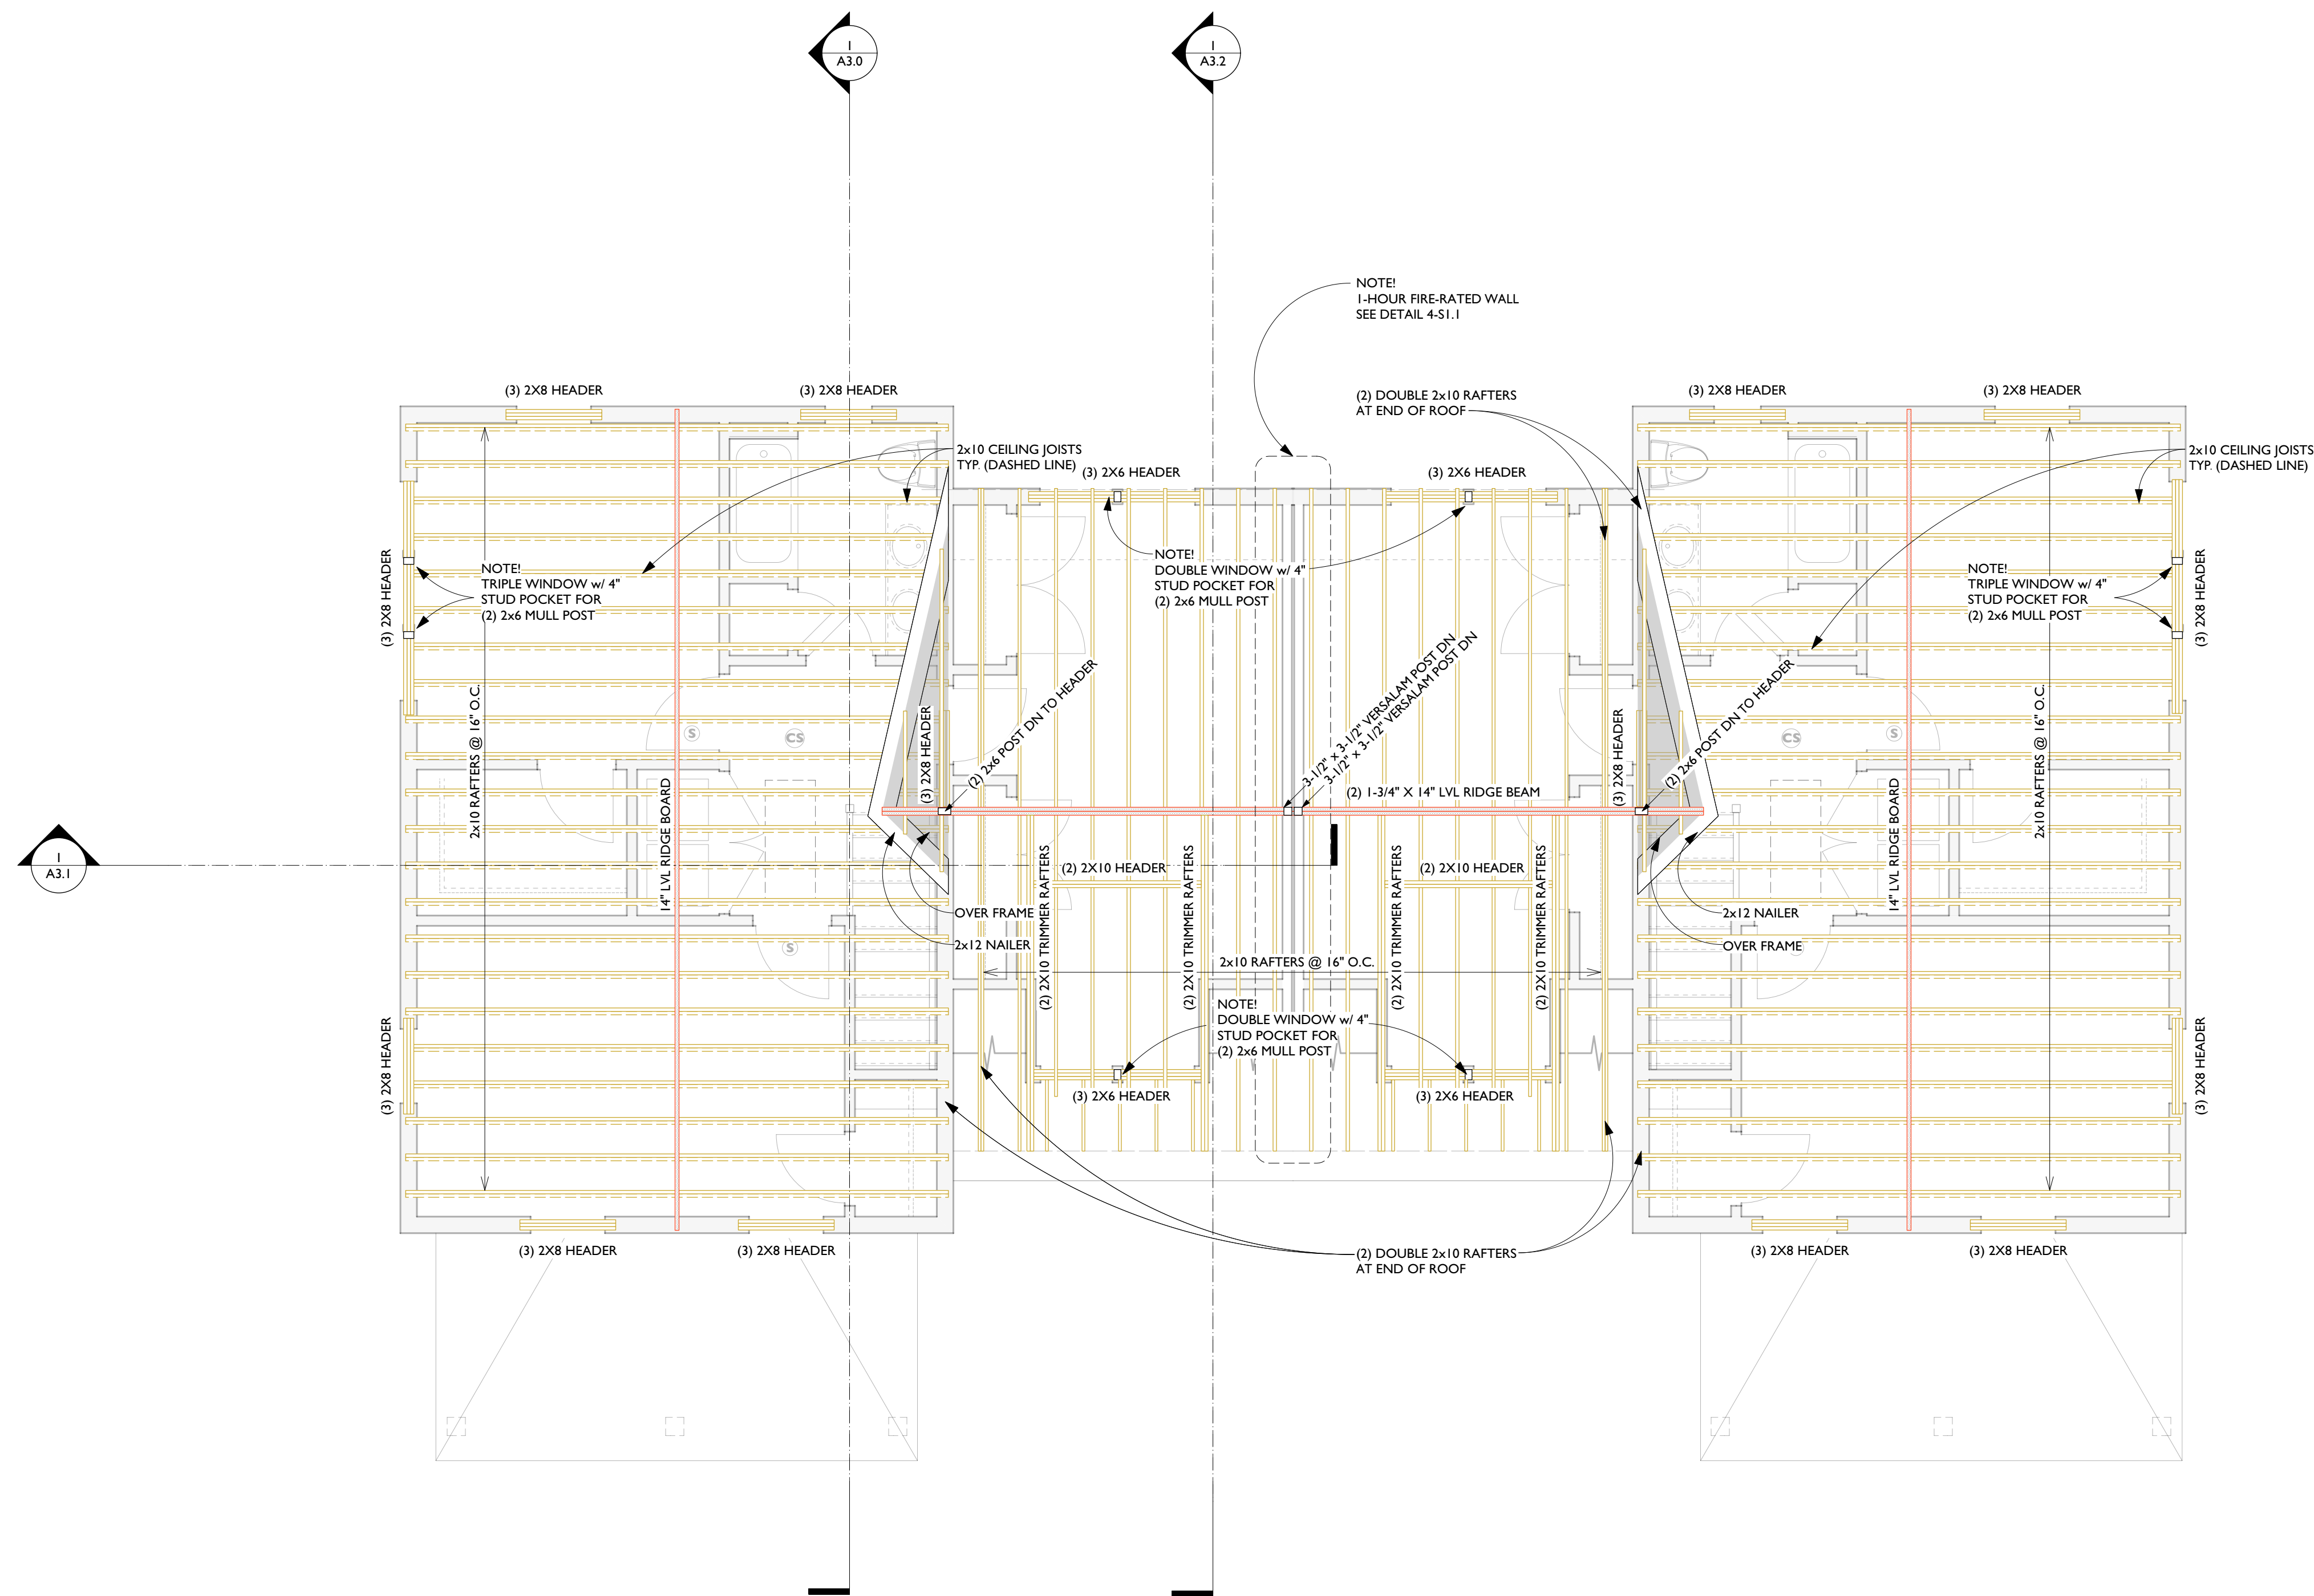 1
A3.0
1
A3.2
NOTE!
1-HOUR FIRE-RATED WALL
SEE DETAIL 4-S1.1
(3) 2X8 HEADER
(3) 2X8 HEADER
(2) DOUBLE 2x10 RAFTERS
AT END OF ROOF
(3) 2X8 HEADER
(3) 2X8 HEADER
2x10 CEILING JOISTS
TYP. (DASHED LINE)
(3) 2X6 HEADER
(3) 2X6 HEADER
2x10 CEILING JOISTS
TYP. (DASHED LINE)
(3) 2X8 HEADER
NOTE!
TRIPLE WINDOW w/ 4"
STUD POCKET FOR
(2) 2x6 MULL POST
NOTE!
DOUBLE WINDOW w/ 4"
STUD POCKET FOR
(2) 2x6 MULL POST
NOTE!
TRIPLE WINDOW w/ 4"
STUD POCKET FOR
(2) 2x6 MULL POST
(3) 2X8 HEADER
2x10 RAFTERS @ 16" O.C.
S
CS
(3) 2X8 HEADER
(2) 2x6 POST DN TO HEADER
3-1/2" x 3-1/2" VERSALAM POST DN
3-1/2" x 3-1/2" VERSALAM POST DN
(3) 2X8 HEADER
(2) 2x6 POST DN TO HEADER
CS
S
2x10 RAFTERS @ 16" O.C.
14" LVL RIDGE BOARD
(2) 1-3/4" X 14" LVL RIDGE BEAM
14" LVL RIDGE BOARD
1
A3.1
(2) 2X10 HEADER
(2) 2X10 HEADER
(2) 2X10 TRIMMER RAFTERS
(2) 2X10 TRIMMER RAFTERS
(2) 2X10 TRIMMER RAFTERS
(2) 2X10 TRIMMER RAFTERS
OVER FRAME
2x12 NAILER
2x12 NAILER
OVER FRAME
S
2x10 RAFTERS @ 16" O.C.
NOTE!
DOUBLE WINDOW w/ 4"
STUD POCKET FOR
(2) 2x6 MULL POST
(3) 2X8 HEADER
(3) 2X6 HEADER
(3) 2X6 HEADER
(3) 2X8 HEADER
(3) 2X8 HEADER
(3) 2X8 HEADER
(2) DOUBLE 2x10 RAFTERS
AT END OF ROOF
(3) 2X8 HEADER
(3) 2X8 HEADER